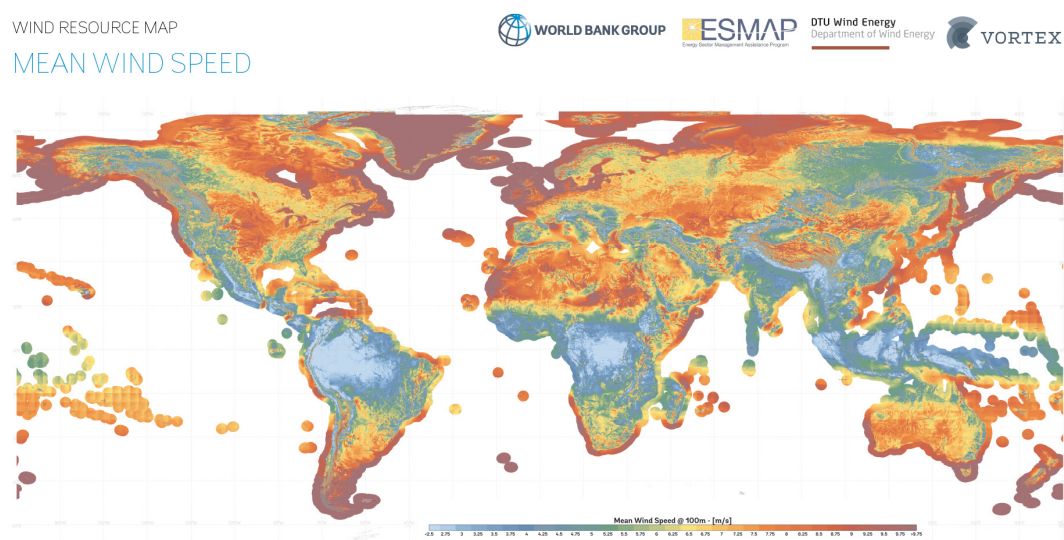 WIND RESOURCE MAP
MEAN WIND SPEED
WORLD BANK GROUP
ESMAP
Energy Sector Management Assistance Program
DTU Wind Energy
Department of Wind Energy
VORTEX
Mean Wind Speed @ 100m - [m/s]
<2.5 2.75 3 3.25 3.5 3.75 4 4.25 4.5 4.75 5 5.25 5.5 5.75 6 6.25 6.5 6.75 7 7.25 7.5 7.75 8 8.25 8.5 8.75 9 9.25 9.5 9.75 >9.75